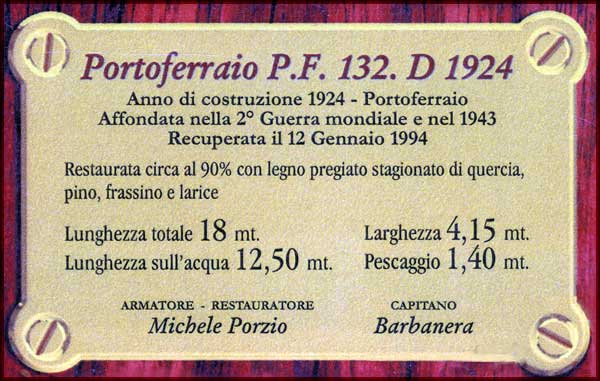 Portoferraio P.F. 132. D 1924
Anno di costruzione 1924 - Portoferraio
Affondata nella 2° Guerra mondiale e nel 1943
Recuperata il 12 Gennaio 1994
Restaurata circa al 90% con legno pregiato stagionato di quercia,
pino, frassino e larice
Lunghezza totale 18 mt. Larghezza 4,15 mt.
Lunghezza sull'acqua 12,50 mt. Pescaggio 1,40 mt.
ARMATORE - RESTAURATORE CAPITANO
Michele Porzio Barbanera